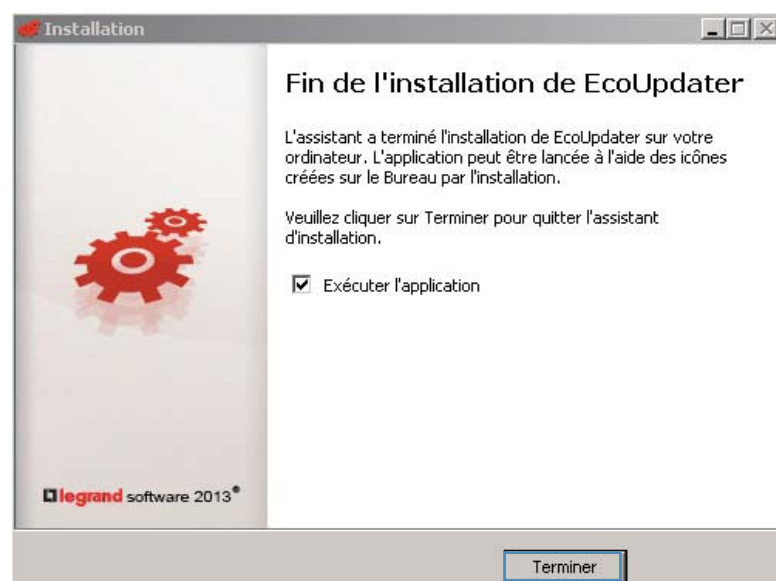 Installation
Fin de l'installation de EcoUpdater
L'assistant a terminé l'installation de EcoUpdater sur votre
ordinateur. L'application peut être lancée à l'aide des icônes
créées sur le Bureau par l'installation.
Veuillez cliquer sur Terminer pour quitter l'assistant
d'installation.
Exécuter l'application
legrand software 2013®
Terminer